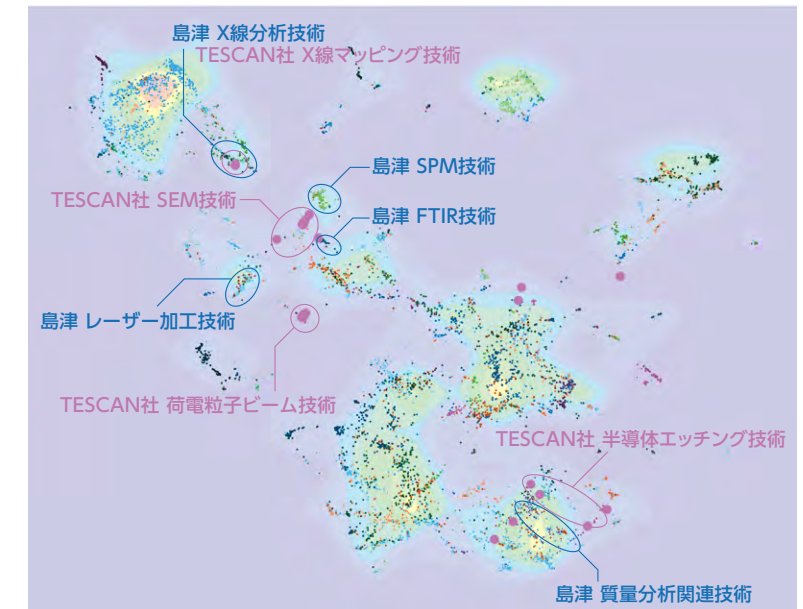 島津 X線分析技術
TESCAN社 X線マッピング技術
島津 SPM技術
TESCAN社 SEM技術
島津 FTIR技術
島津 レーザー加工技術
TESCAN社 荷電粒子ビーム技術
TESCAN社 半導体エッチング技術
島津 質量分析関連技術